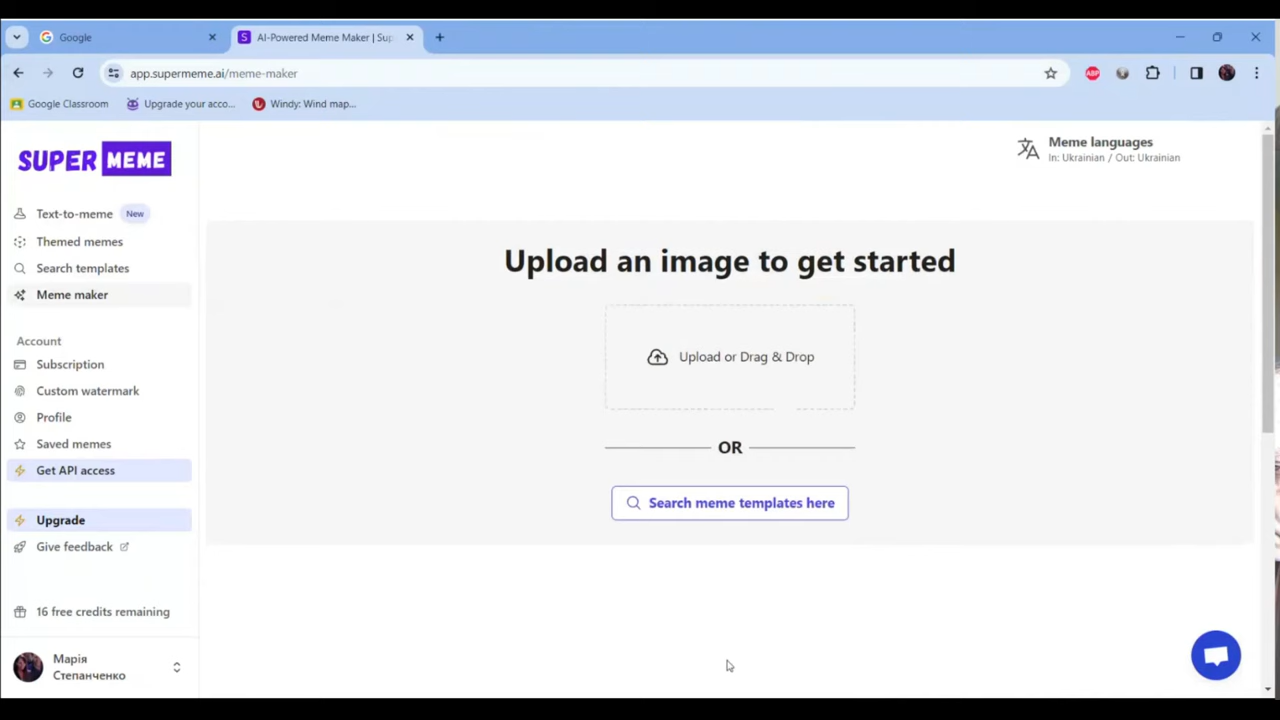 Google
AI-Powered Meme Maker | Sup
app.supermeme.ai/meme-maker
ABP
Google Classroom
Upgrade your acco...
Windy: Wind map...
SUPER MEME
Meme languages
In: Ukrainian / Out: Ukrainian
Text-to-meme New
Themed memes
Search templates
Meme maker
Account
Subscription
Custom watermark
Profile
Saved memes
Get API access
Upgrade
Give feedback
16 free credits remaining
Марія
Степанченко
Upload an image to get started
Upload or Drag & Drop
OR
Search meme templates here